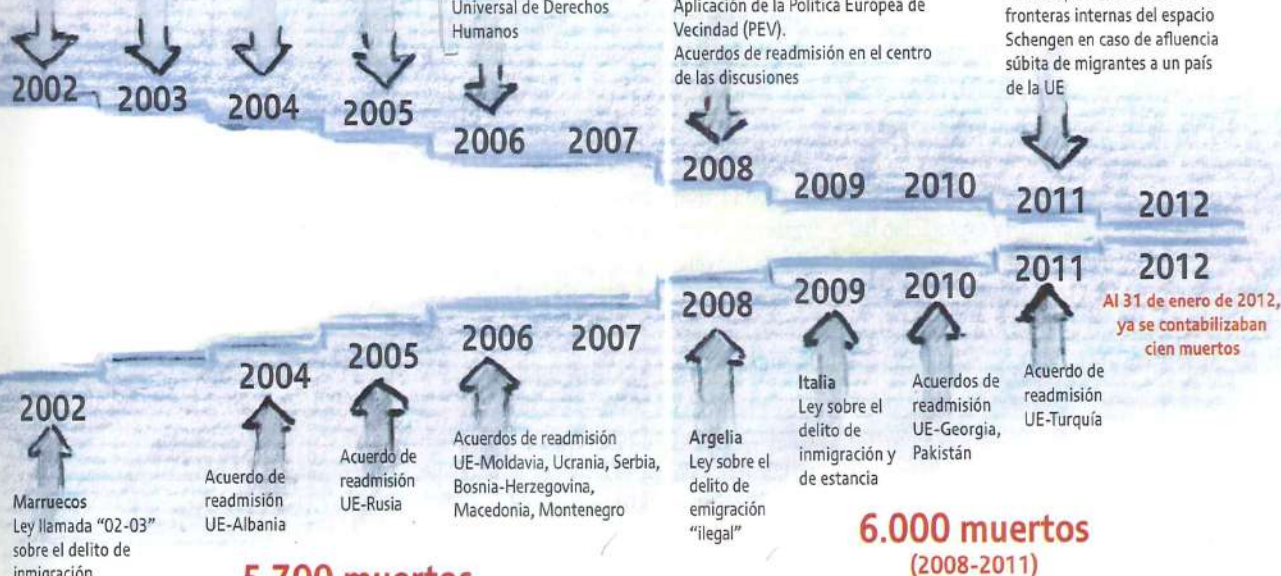 Universal de Derechos
Humanos
Aplicación de la Política Europea de
Vecindad (PEV).
Acuerdos de readmisión en el centro
de las discusiones
fronteras internas del espacio
Schengen en caso de afluencia
súbita de migrantes a un país
de la UE
2002
2003
2004
2005
2006
2007
2008
2009
2010
2011
2012
2002
2004
2005
2006
2007
2008
2009
2010
2011
2012
Al 31 de enero de 2012,
ya se contabilizaban
cien muertos
Marruecos
Ley llamada "02-03"
sobre el delito de
inmigración
Acuerdo de
readmisión
UE-Albania
Acuerdo de
readmisión
UE-Rusia
Acuerdos de readmisión
UE-Moldavia, Ucrania, Serbia,
Bosnia-Herzegovina,
Macedonia, Montenegro
Argelia
Ley sobre el
delito de
emigración
"ilegal"
Italia
Ley sobre el
delito de
inmigración y
de estancia
Acuerdos de
readmisión
UE-Georgia,
Pakistán
Acuerdo de
readmisión
UE-Turquía
5.700 muertos
6.000 muertos
(2008-2011)